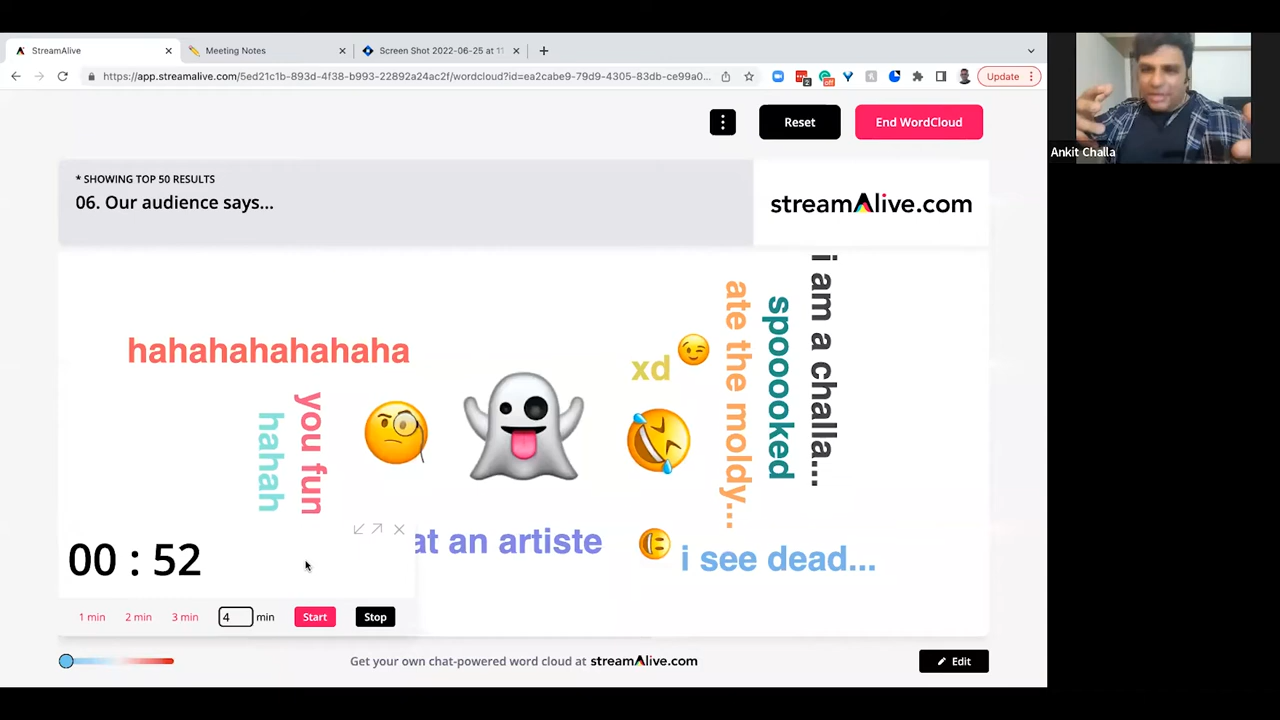 StreamAlive
Meeting Notes
Screen Shot 2022-06-25 at 11
https://app.streamalive.com/5ed21c1b-893d-4f38-b993-22892a24ac2f/wordcloud?id=ea2cabe9-79d9-4305-83db-ce99a0...
2
off
Update
Ankit Challa
Reset
End WordCloud
* SHOWING TOP 50 RESULTS
06. Our audience says...
streamAlive.com
hahahahahahaha
you fun
hahah
xd
ate the moldy...
spooooked
i am a challa...
at an artiste
i see dead...
00 : 52
1 min
2 min
3 min
4 min
Start
Stop
Get your own chat-powered word cloud at streamAlive.com
Edit